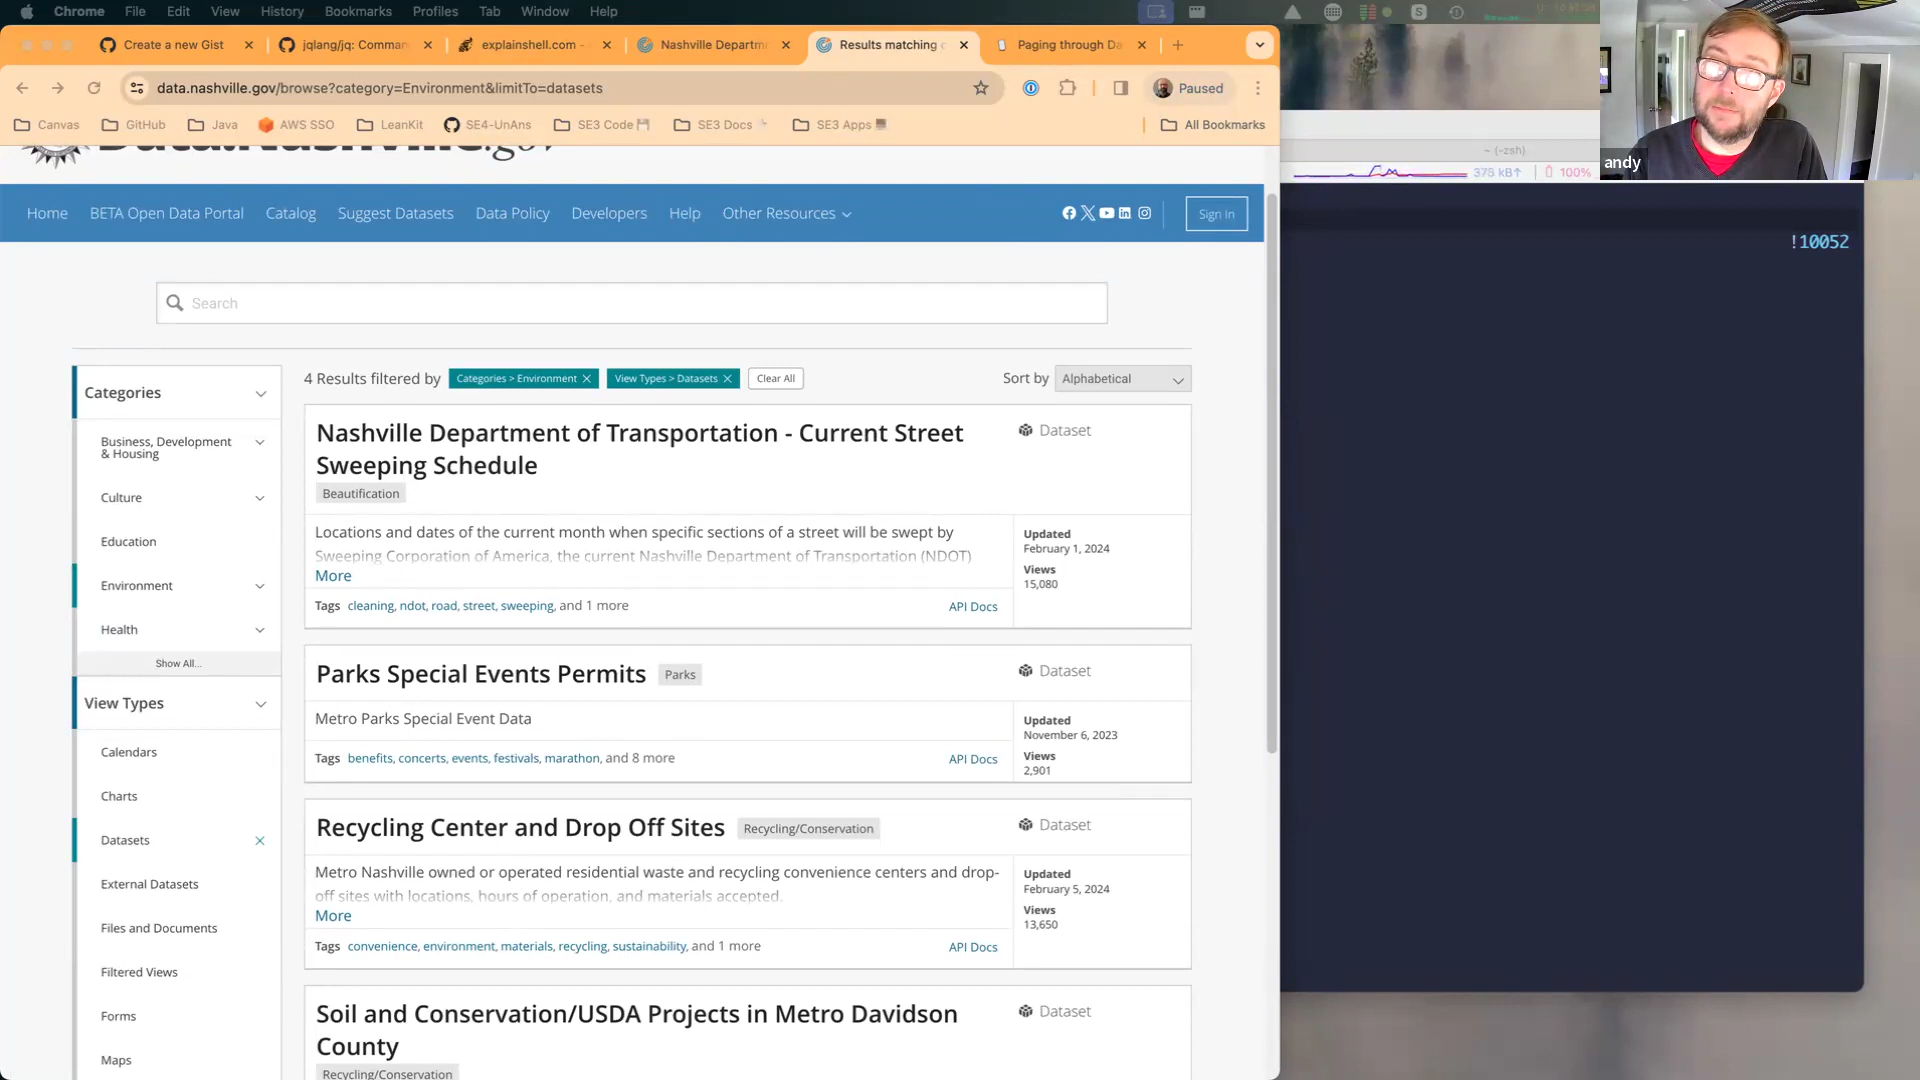 Chrome File Edit View History Bookmarks Profiles Tab Window Help
Create a new Gist
jqlang/jq: Comman
explainshell.com -
Nashville Departm
Results matching
Paging through Da
data.nashville.gov/browse?category=Environment&limitTo=datasets
Paused
Canvas GitHub Java AWS SSO LeanKit SE4-UnAns SE3 Code SE3 Docs SE3 Apps All Bookmarks
~ (-zsh)
375 kB↑ 100%
andy
!10052
Data.Nashville.gov
Home BETA Open Data Portal Catalog Suggest Datasets Data Policy Developers Help Other Resources Sign In
Search
Categories
Business, Development
& Housing
Culture
Education
Environment
Health
Show All...
View Types
Calendars
Charts
Datasets
External Datasets
Files and Documents
Filtered Views
Forms
Maps
4 Results filtered by Categories > Environment View Types > Datasets Clear All Sort by Alphabetical
Nashville Department of Transportation - Current Street
Sweeping Schedule
Beautification
Dataset
Locations and dates of the current month when specific sections of a street will be swept by
Sweeping Corporation of America, the current Nashville Department of Transportation (NDOT)
More
Tags cleaning, ndot, road, street, sweeping, and 1 more API Docs
Updated
February 1, 2024
Views
15,080
Parks Special Events Permits Parks
Dataset
Metro Parks Special Event Data
Tags benefits, concerts, events, festivals, marathon, and 8 more API Docs
Updated
November 6, 2023
Views
2,901
Recycling Center and Drop Off Sites Recycling/Conservation
Dataset
Metro Nashville owned or operated residential waste and recycling convenience centers and drop-
off sites with locations, hours of operation, and materials accepted.
More
Tags convenience, environment, materials, recycling, sustainability, and 1 more API Docs
Updated
February 5, 2024
Views
13,650
Soil and Conservation/USDA Projects in Metro Davidson
County
Recycling/Conservation
Dataset